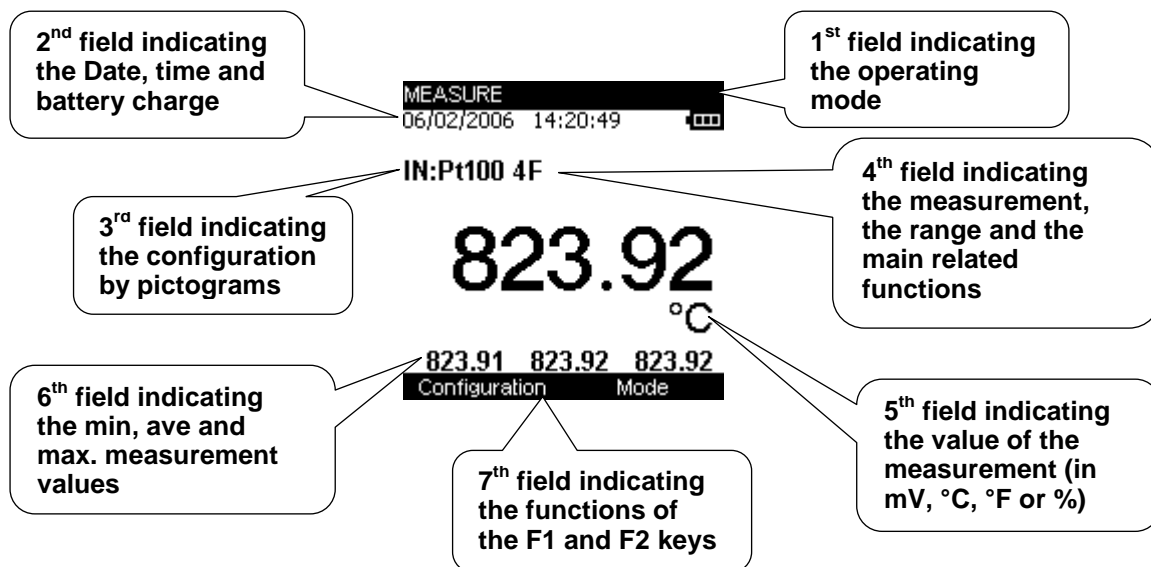 2nd field indicating
the Date, time and
battery charge
1st field indicating
the operating
mode
MEASURE
06/02/2006 14:20:49
IN:Pt100 4F
3rd field indicating
the configuration
by pictograms
4th field indicating
the measurement,
the range and the
main related
functions
823.92
°C
823.91 823.92 823.92
Configuration Mode
6th field indicating
the min, ave and
max. measurement
values
7th field indicating
the functions of
the F1 and F2 keys
5th field indicating
the value of the
measurement (in
mV, °C, °F or %)